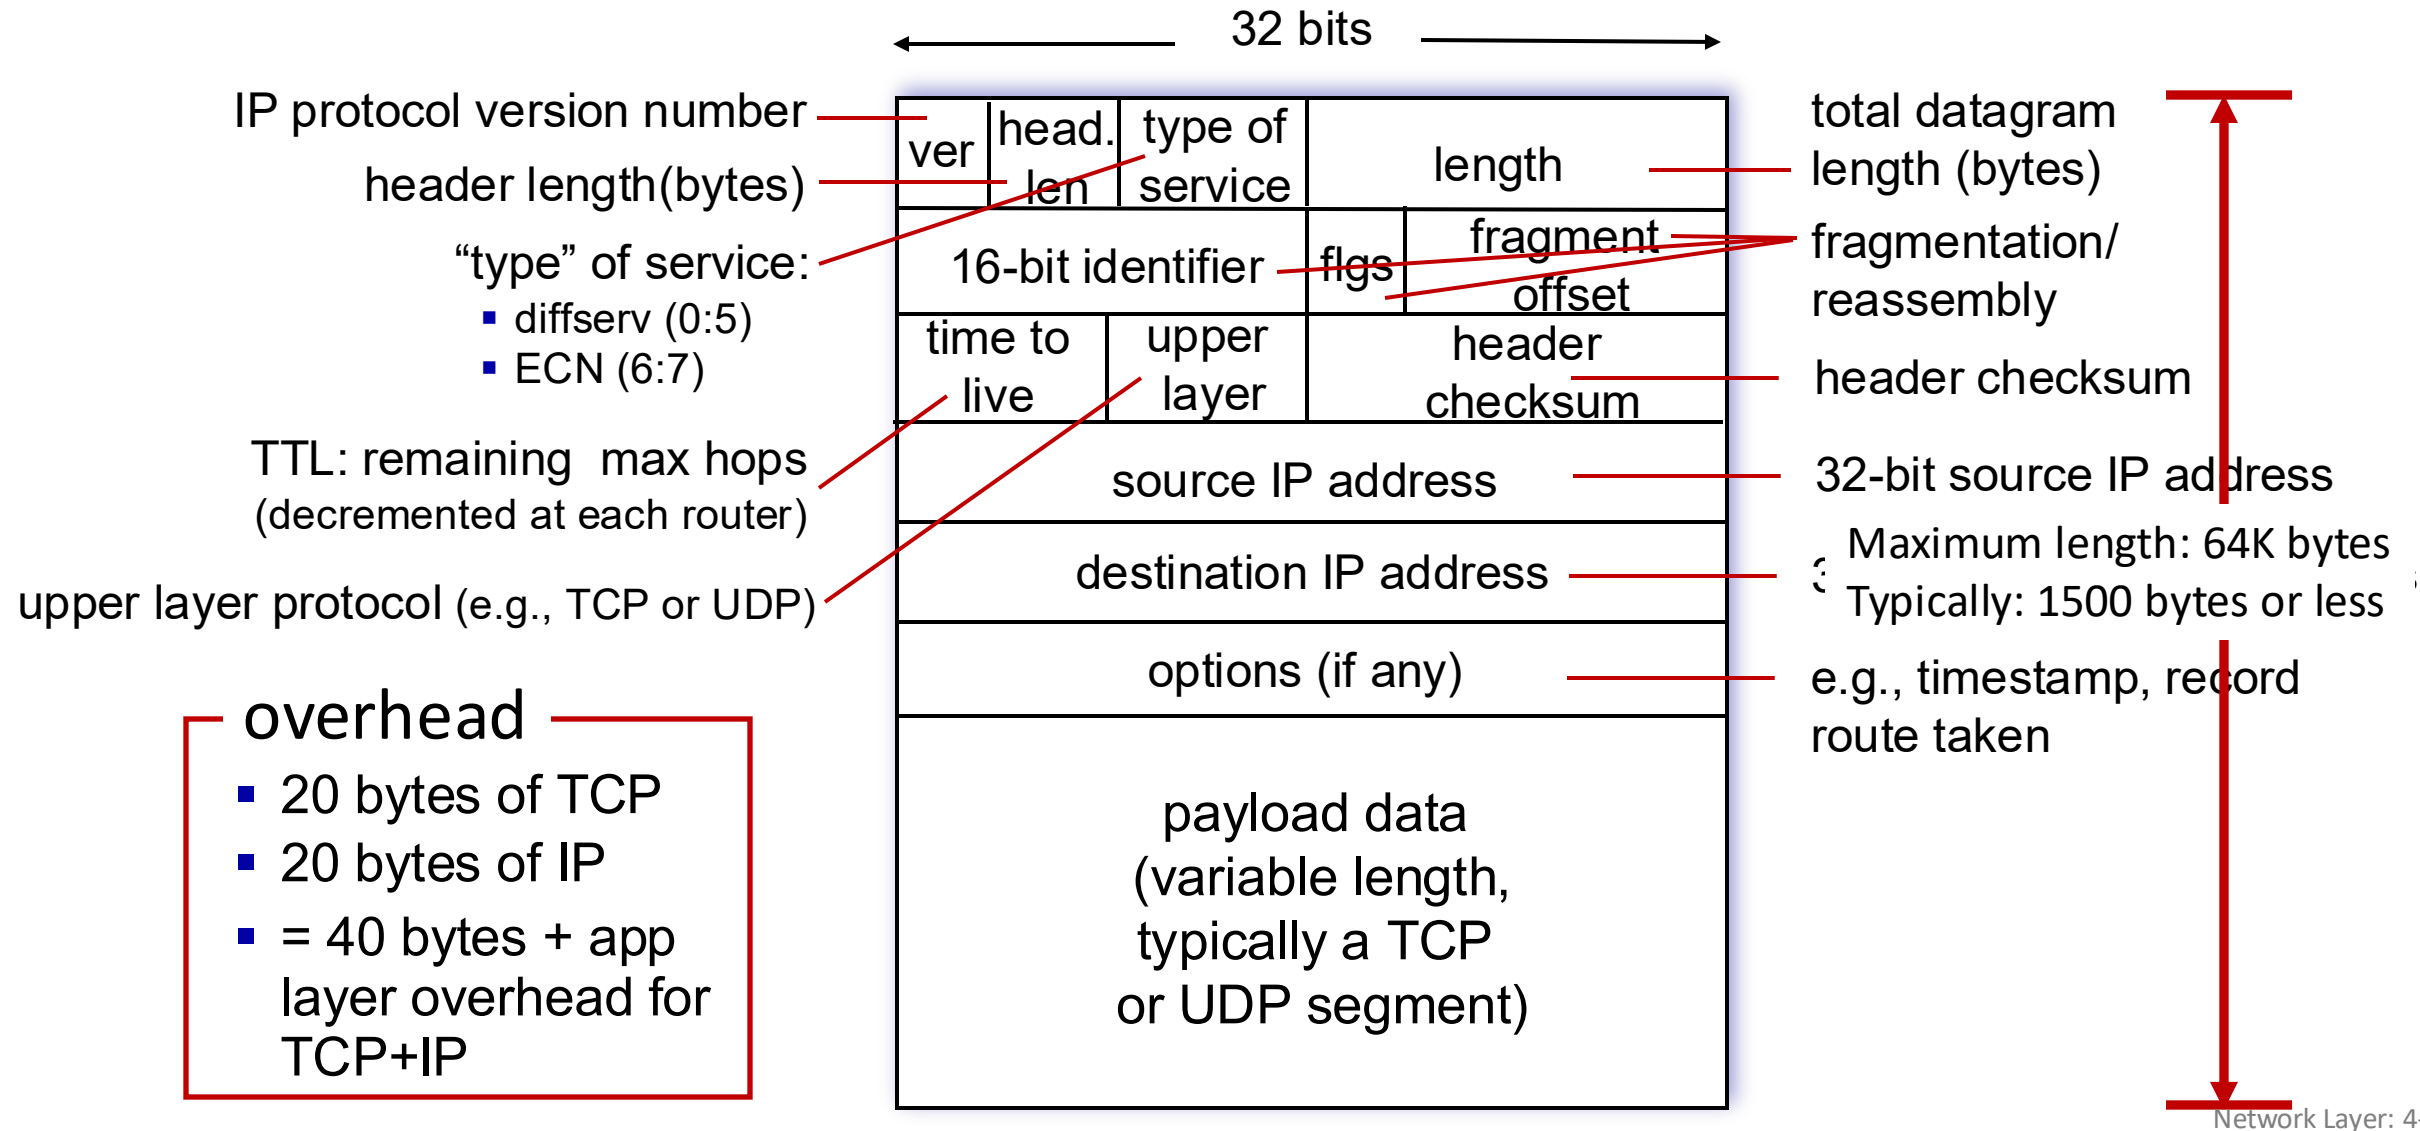 32 bits
IP protocol version number
header length(bytes)
“type” of service:
▪ diffserv (0:5)
▪ ECN (6:7)
TTL: remaining  max hops
(decremented at each router)
upper layer protocol (e.g., TCP or UDP)
overhead
▪ 20 bytes of TCP
▪ 20 bytes of IP
▪ = 40 bytes + app
layer overhead for
TCP+IP
ver
head.
len
type of
service
length
16-bit identifier
flgs
fragment
offset
time to
live
upper
layer
header
checksum
source IP address
destination IP address
options (if any)
payload data
(variable length,
typically a TCP
or UDP segment)
total datagram
length (bytes)
fragmentation/
reassembly
header checksum
32-bit source IP address
Maximum length: 64K bytes
Typically: 1500 bytes or less
e.g., timestamp, record
route taken
Network Layer: 4-